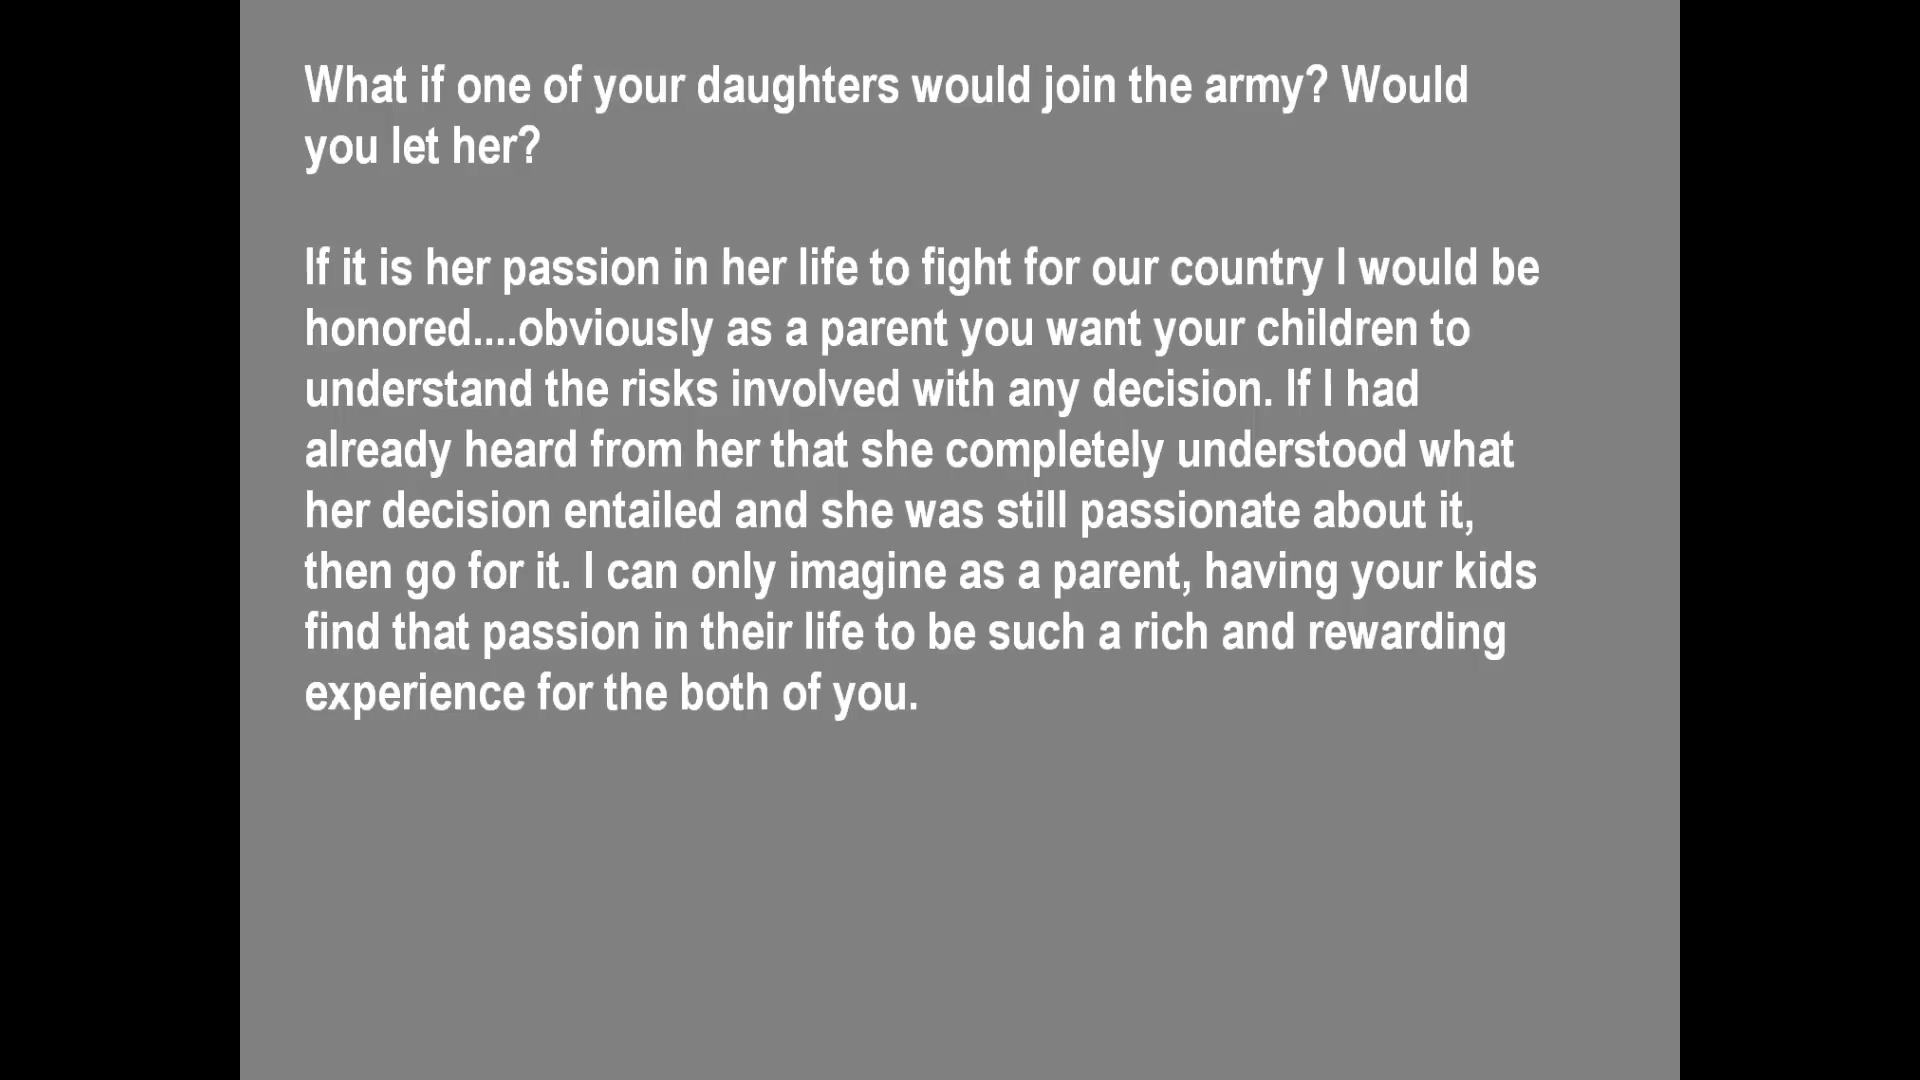 What if one of your daughters would join the army? Would
you let her?
If it is her passion in her life to fight for our country I would be
honored....obviously as a parent you want your children to
understand the risks involved with any decision. If I had
already heard from her that she completely understood what
her decision entailed and she was still passionate about it,
then go for it. I can only imagine as a parent, having your kids
find that passion in their life to be such a rich and rewarding
experience for the both of you.